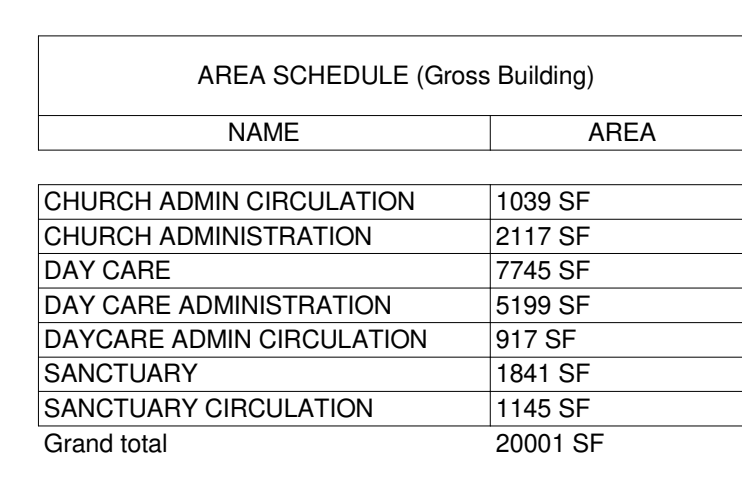 AREA SCHEDULE (Gross Building)
NAME AREA
CHURCH ADMIN CIRCULATION 1039 SF
CHURCH ADMINISTRATION 2117 SF
DAY CARE 7745 SF
DAY CARE ADMINISTRATION 5199 SF
DAYCARE ADMIN CIRCULATION 917 SF
SANCTUARY 1841 SF
SANCTUARY CIRCULATION 1145 SF
Grand total 20001 SF